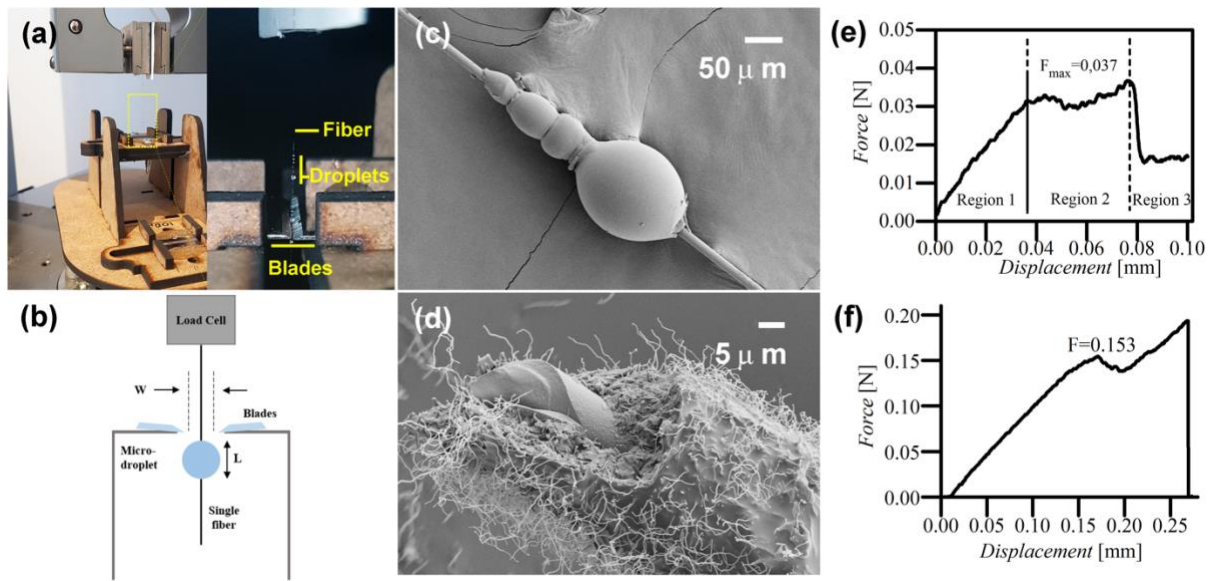 (a)
Fiber
Droplets
Blades
(b)
Load Cell
W
Blades
Micro-
droplet
L
Single
fiber
(c)
50 μ m
(d)
5 μ m
(e)
0.05
0.04
0.03
0.02
0.01
0.00
Force [N]
Fmax=0,037
Region 1
Region 2
Region 3
0.00 0.02 0.04 0.06 0.08 0.10
Displacement [mm]
(f)
0.20
0.15
0.10
0.05
0.00
Force [N]
F=0.153
0.00 0.05 0.10 0.15 0.20 0.25
Displacement [mm]